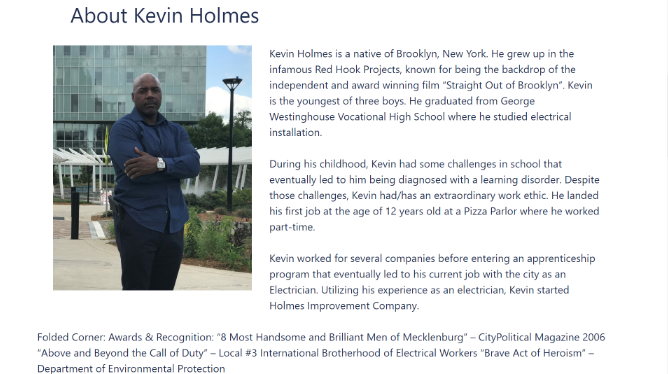 About Kevin Holmes
Kevin Holmes is a native of Brooklyn, New York. He grew up in the
infamous Red Hook Projects, known for being the backdrop of the
independent and award winning film “Straight Out of Brooklyn”. Kevin
is the youngest of three boys. He graduated from George
Westinghouse Vocational High School where he studied electrical
installation.
During his childhood, Kevin had some challenges in school that
eventually led to him being diagnosed with a learning disorder. Despite
those challenges, Kevin had/has an extraordinary work ethic. He landed
his first job at the age of 12 years old at a Pizza Parlor where he worked
part-time.
Kevin worked for several companies before entering an apprenticeship
program that eventually led to his current job with the city as an
Electrician. Utilizing his experience as an electrician, Kevin started
Holmes Improvement Company.
Folded Corner: Awards & Recognition: “8 Most Handsome and Brilliant Men of Mecklenburg” – CityPolitical Magazine 2006
“Above and Beyond the Call of Duty” – Local #3 International Brotherhood of Electrical Workers “Brave Act of Heroism” –
Department of Environmental Protection